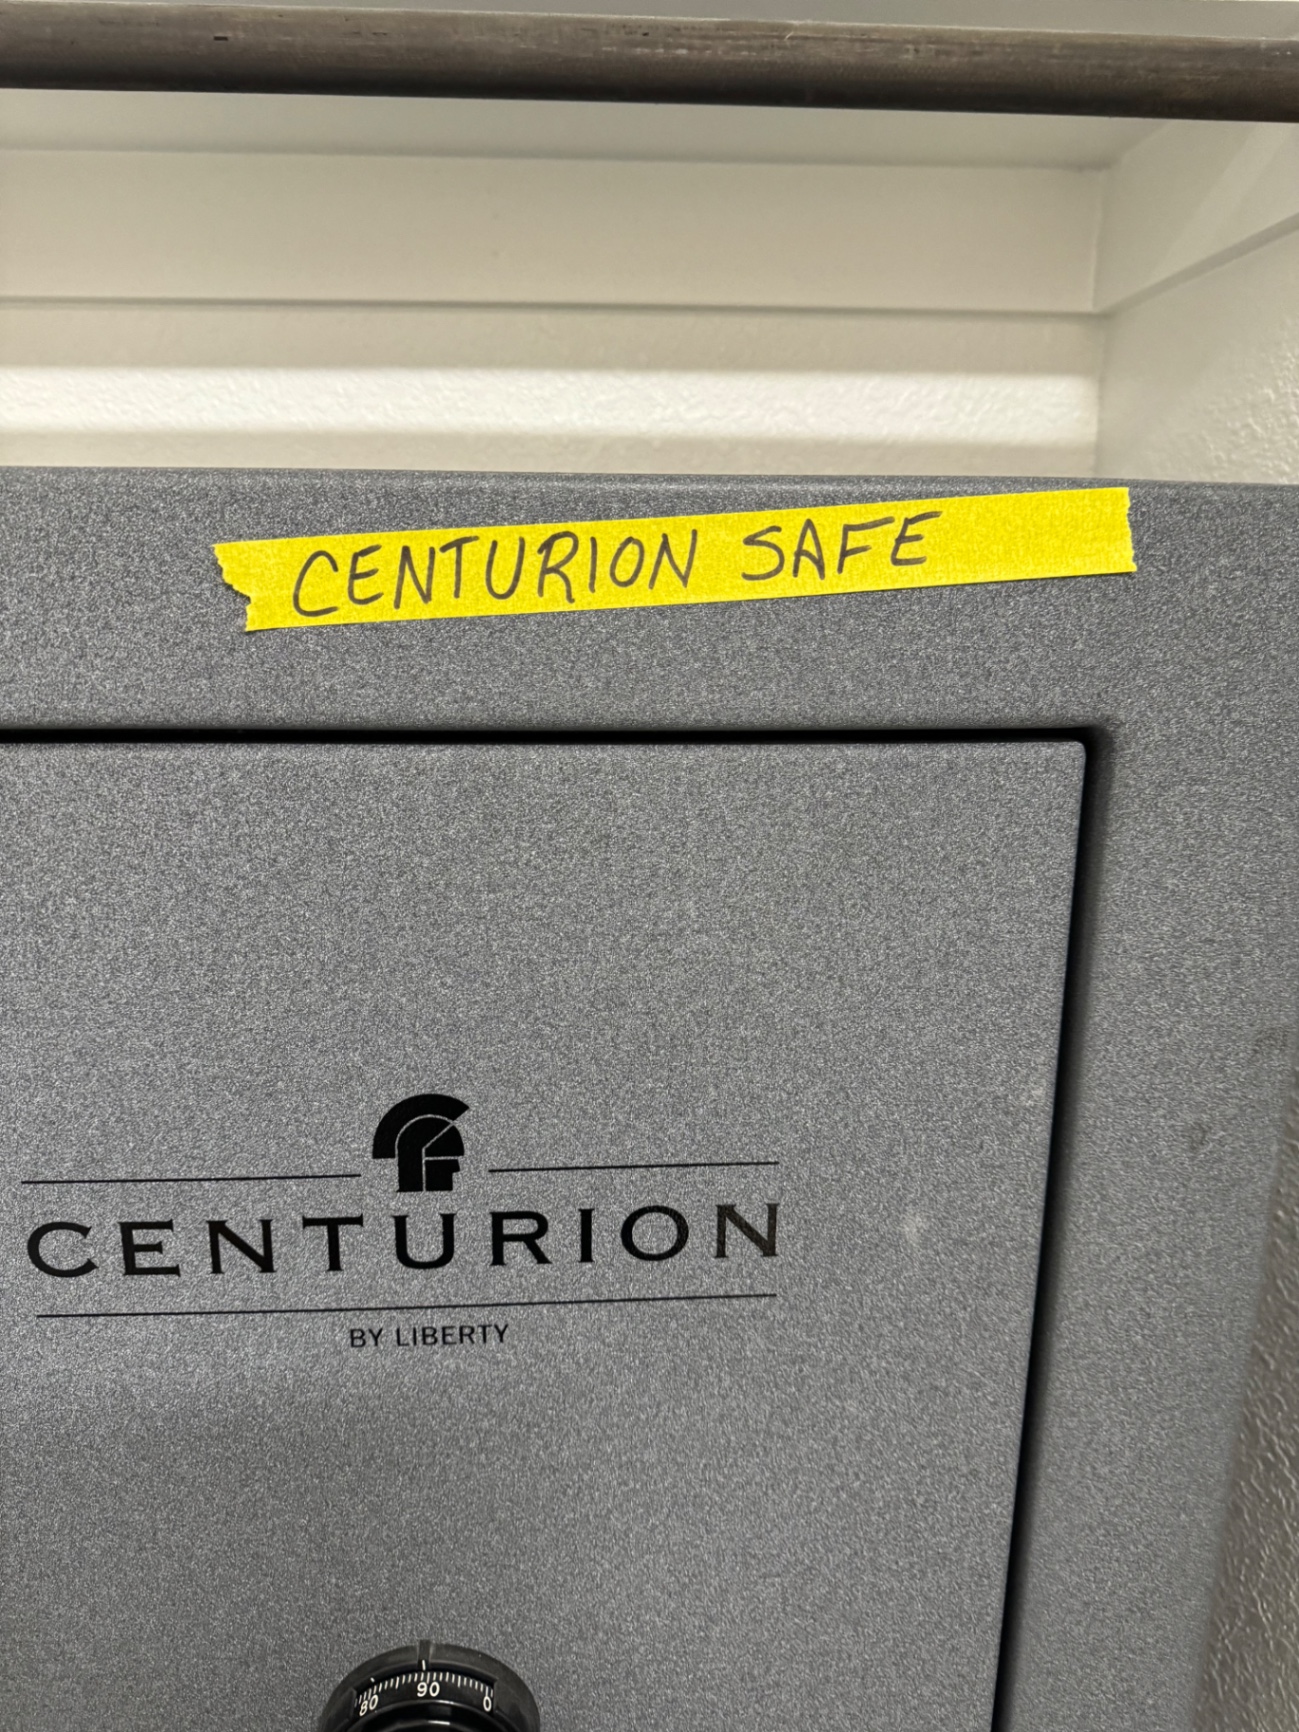 CENTURION SAFE
CENTURION
BY LIBERTY
80 90 0